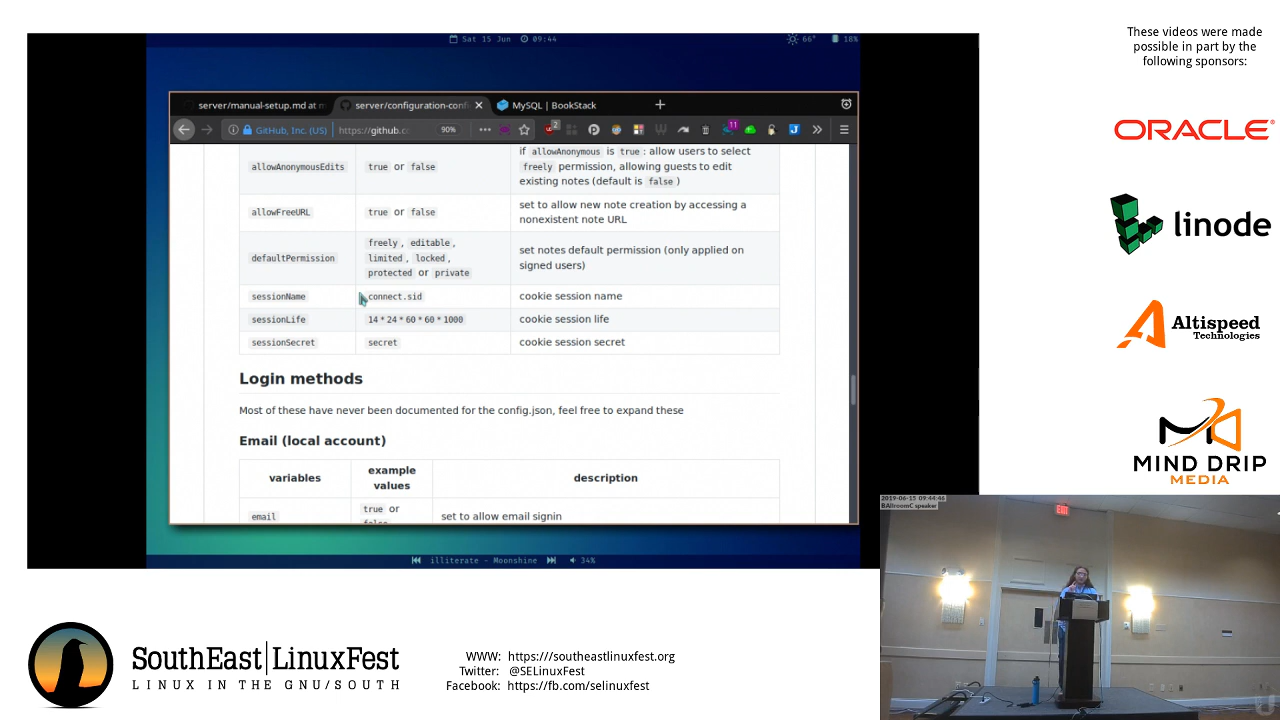 These videos were made
possible in part by the
following sponsors:
ORACLE
linode
Altispeed
Technologies
MIND DRIP
MEDIA
Sat 15 Jun 09:44
66° 18%
server/manual-setup.md at m
server/configuration-confi
MySQL | BookStack
GitHub, Inc. (US) https://github.c 90%
2 11
allowAnonymousEdits
true or false
if allowAnonymous is true : allow users to select
freely permission, allowing guests to edit
existing notes (default is false )
allowFreeURL
true or false
set to allow new note creation by accessing a
nonexistent note URL
defaultPermission
freely , editable ,
limited , locked ,
protected or private
set notes default permission (only applied on
signed users)
sessionName connect.sid cookie session name
sessionLife 14 * 24 * 60 * 60 * 1000 cookie session life
sessionSecret secret cookie session secret
Login methods
Most of these have never been documented for the config.json, feel free to expand these
Email (local account)
variables
example
values
description
email
true or
false
set to allow email signin
illiterate - Moonshine 34%
2019-06-15 09:44:46
BAllroomC speaker
EXIT
SouthEast|LinuxFest
LINUX IN THE GNU/SOUTH
WWW: https:///southeastlinuxfest.org
Twitter: @SELinuxFest
Facebook: https://fb.com/selinuxfest